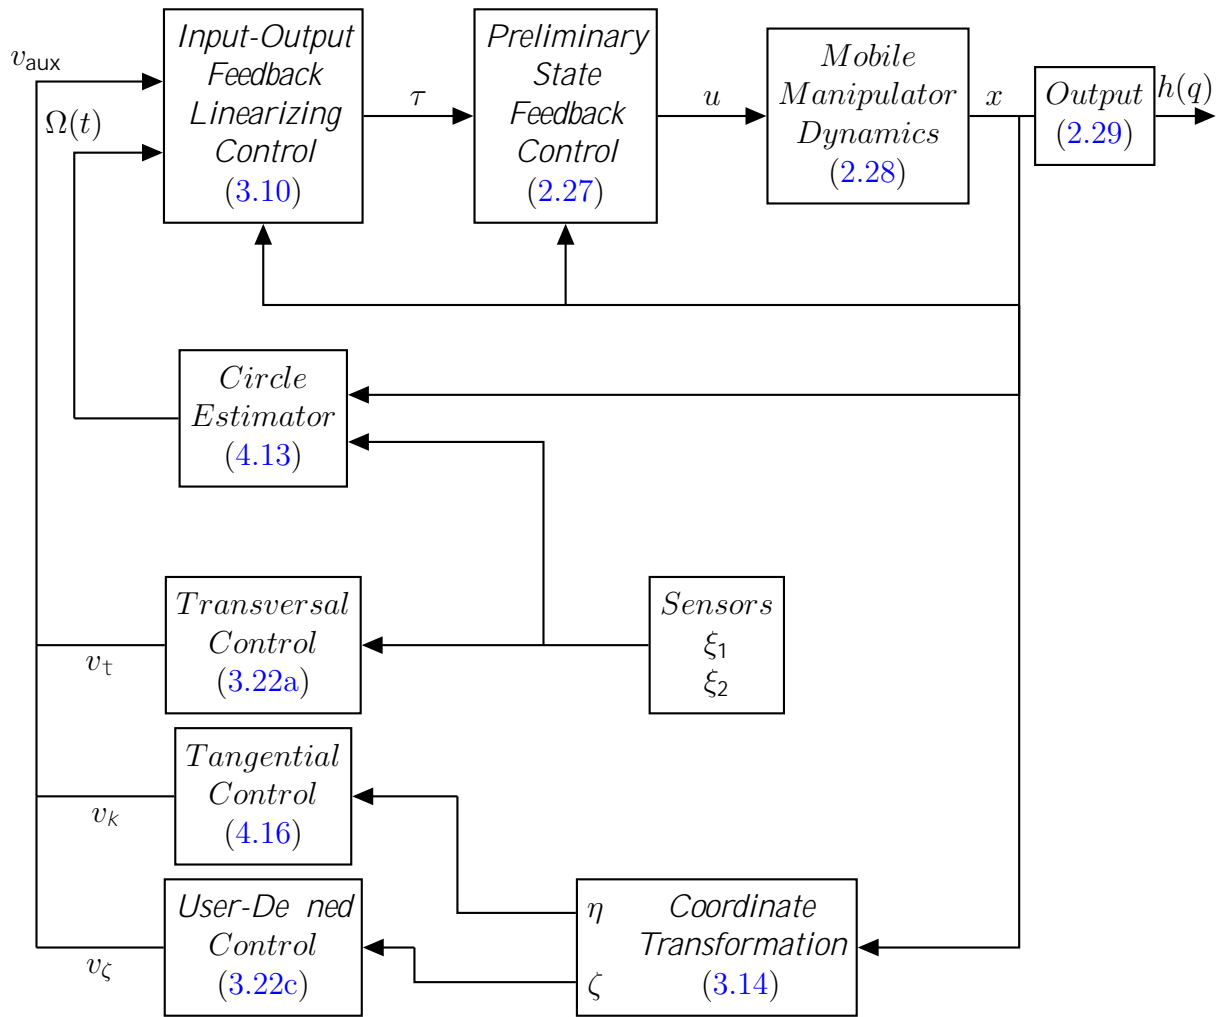 v_aux
Input-Output
Feedback
Linearizing
Control
(3.10)
τ
Preliminary
State
Feedback
Control
(2.27)
u
Mobile
Manipulator
Dynamics
(2.28)
x
Output
(2.29)
h(q)
Ω(t)
Circle
Estimator
(4.13)
Transversal
Control
(3.22a)
v_t
Sensors
ξ₁
ξ₂
Tangential
Control
(4.16)
v_k
User-De ned
Control
(3.22c)
v_ζ
η
ζ
Coordinate
Transformation
(3.14)